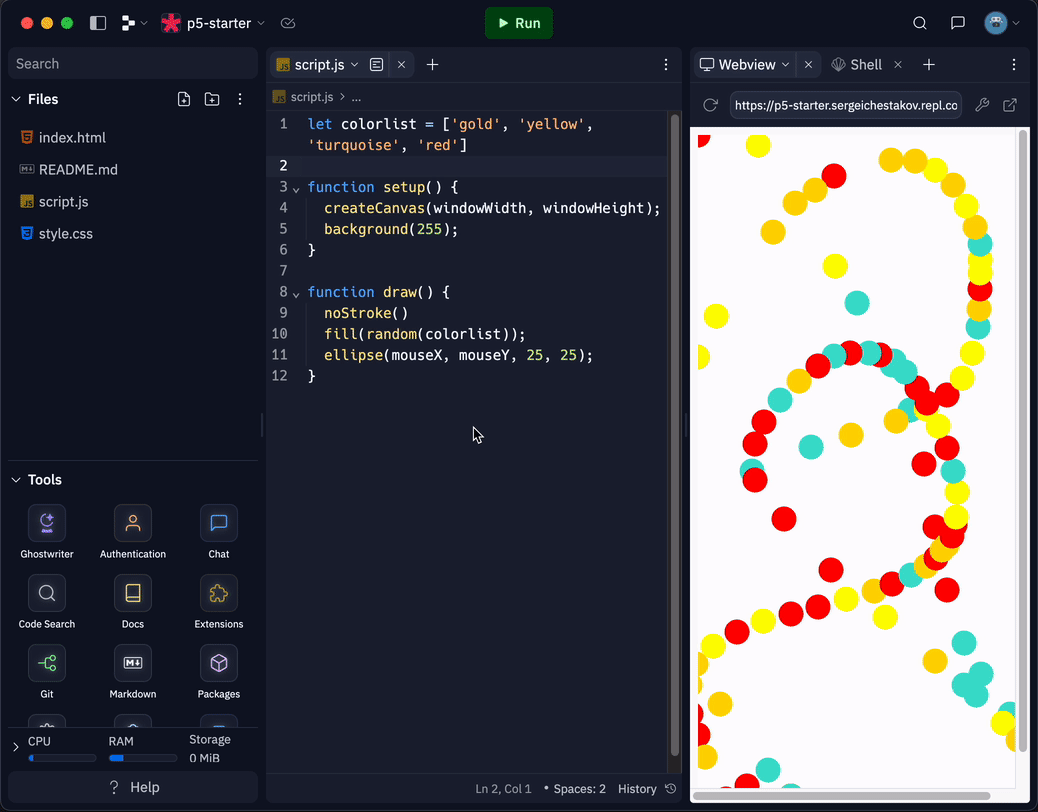 p5-starter
Run
Search
Files
index.html
README.md
script.js
style.css
Tools
Ghostwriter
Authentication
Chat
Code Search
Docs
Extensions
Git
Markdown
Packages
CPU
RAM
Storage
0 MiB
? Help
JS script.js
JS script.js > ...
1 let colorlist = ['gold', 'yellow',
'turquoise', 'red']
2
3 function setup() {
4 createCanvas(windowWidth, windowHeight);
5 background(255);
6 }
7
8 function draw() {
9 noStroke()
10 fill(random(colorlist));
11 ellipse(mouseX, mouseY, 25, 25);
12 }
Ln 2, Col 1 • Spaces: 2 History
Webview
Shell
https://p5-starter.sergeichestakov.repl.co